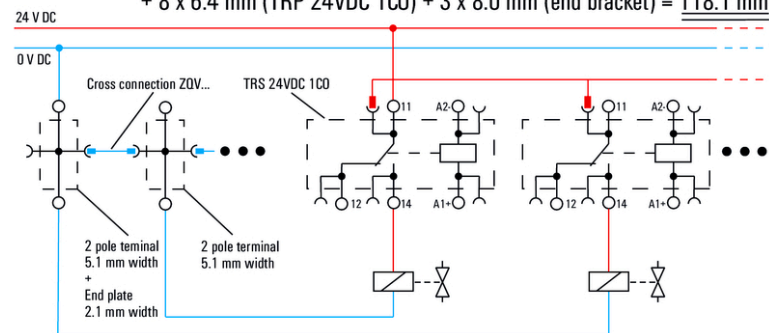 + 8 x 6.4 mm (TRP 24VDC 1CO) + 3 x 8.0 mm (end bracket) = 118.1 mm
24 V DC
0 V DC
Cross connection ZQV...
TRS 24VDC 1CO
11
A2-
11
A2-
12
14
A1+
12
14
A1+
2 pole teminal
5.1 mm width
+
End plate
2.1 mm width
2 pole terminal
5.1 mm width